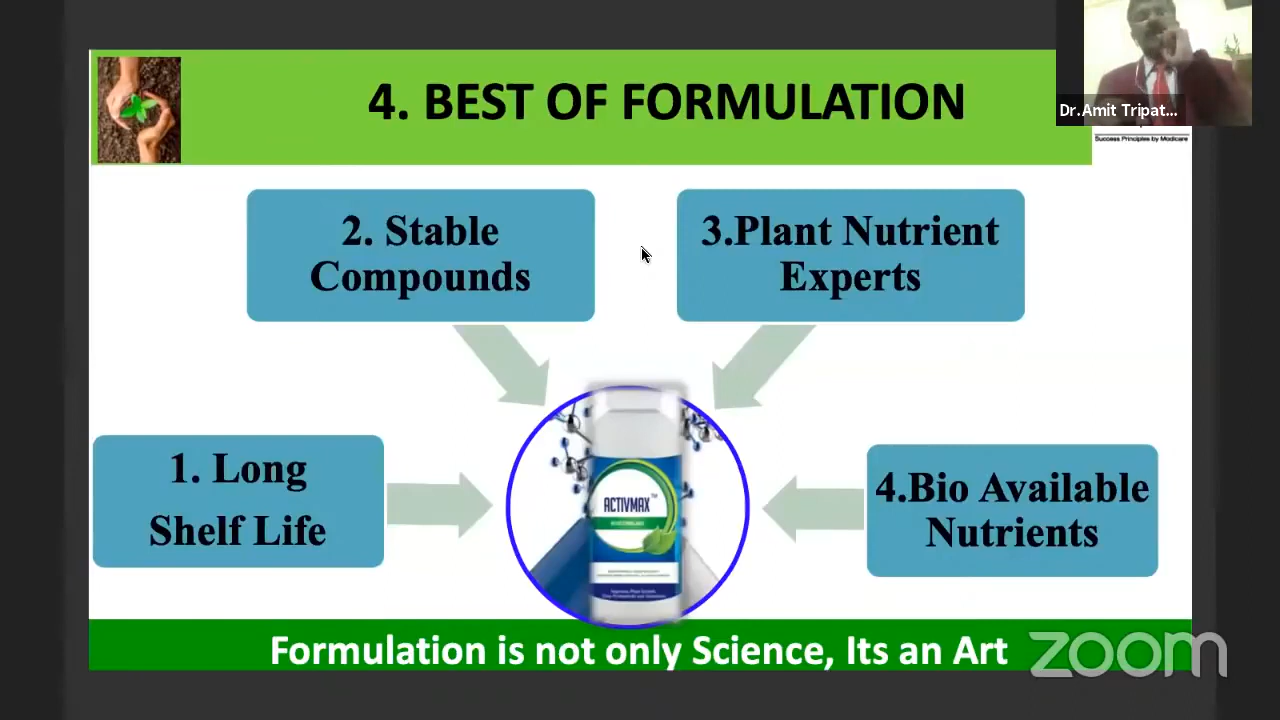 4. BEST OF FORMULATION
Dr.Amit Tripat...
Success Principles by Modicare
2. Stable
Compounds
3.Plant Nutrient
Experts
1. Long
Shelf Life
4.Bio Available
Nutrients
ACTIVMAX™
Formulation is not only Science, Its an Art
zoom